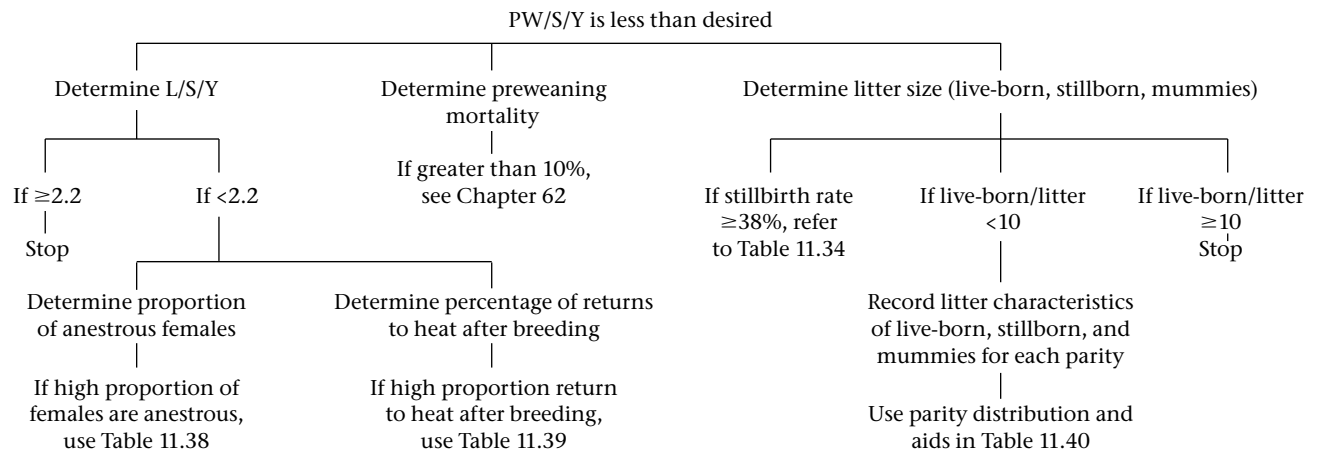 PW/S/Y is less than desired
Determine L/S/Y
Determine preweaning
mortality
Determine litter size (live-born, stillborn, mummies)
If ≥2.2
Stop
If <2.2
If greater than 10%,
see Chapter 62
If stillbirth rate
≥38%, refer
to Table 11.34
If live-born/litter
<10
If live-born/litter
≥10
Stop
Determine proportion
of anestrous females
Determine percentage of returns
to heat after breeding
Record litter characteristics
of live-born, stillborn, and
mummies for each parity
If high proportion of
females are anestrous,
use Table 11.38
If high proportion return
to heat after breeding,
use Table 11.39
Use parity distribution and
aids in Table 11.40